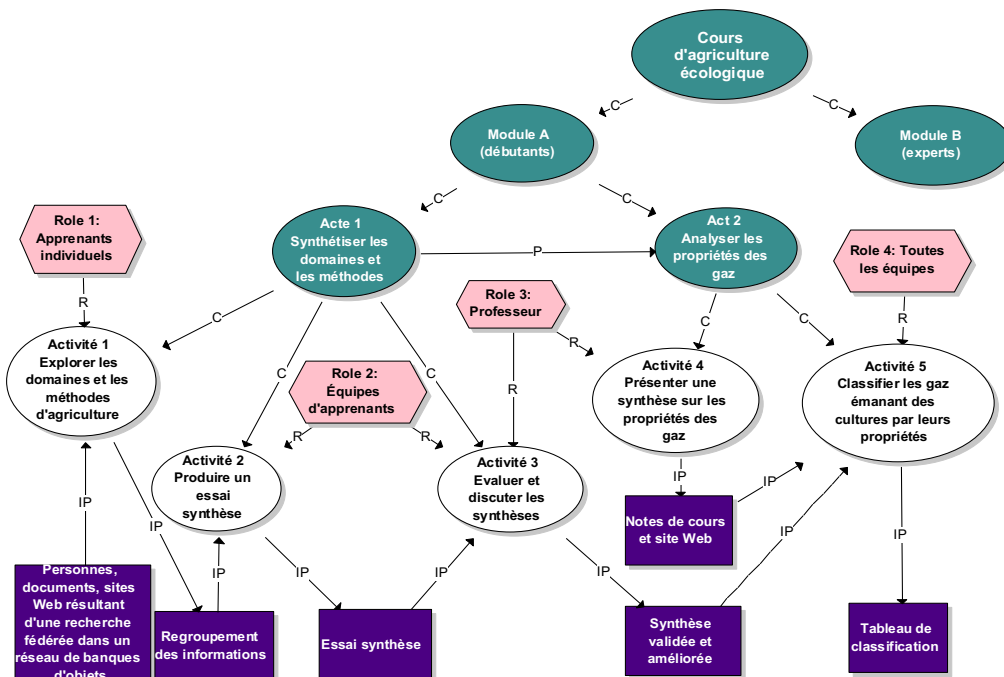 Cours
d'agriculture
écologique
C
C
Module A
(débutants)
Module B
(experts)
C
C
Role 1:
Apprenants
individuels
Acte 1
Synthétiser les
domaines et
les méthodes
P
Act 2
Analyser les
propriétés des
gaz
Role 4: Toutes
les équipes
R
C
Role 3:
Professeur
C
C
R
R
Activité 1
Explorer les
domaines et les
méthodes
d'agriculture
C
C
Role 2:
Équipes
d'apprenants
R
Activité 4
Présenter une
synthèse sur les
propriétés des
gaz
Activité 5
Classifier les gaz
émanant des
cultures par leurs
propriétés
R
R
Activité 2
Produire un
essai
synthèse
Activité 3
Evaluer et
discuter les
synthèses
IP
IP
IP
IP
Notes de cours
et site Web
IP
IP
IP
IP
IP
IP
IP
Personnes,
documents, sites
Web résultant
d'une recherche
fédérée dans un
réseau de banques
d'objets
Regroupement
des informations
Essai synthèse
Synthèse
validée et
améliorée
Tableau de
classification